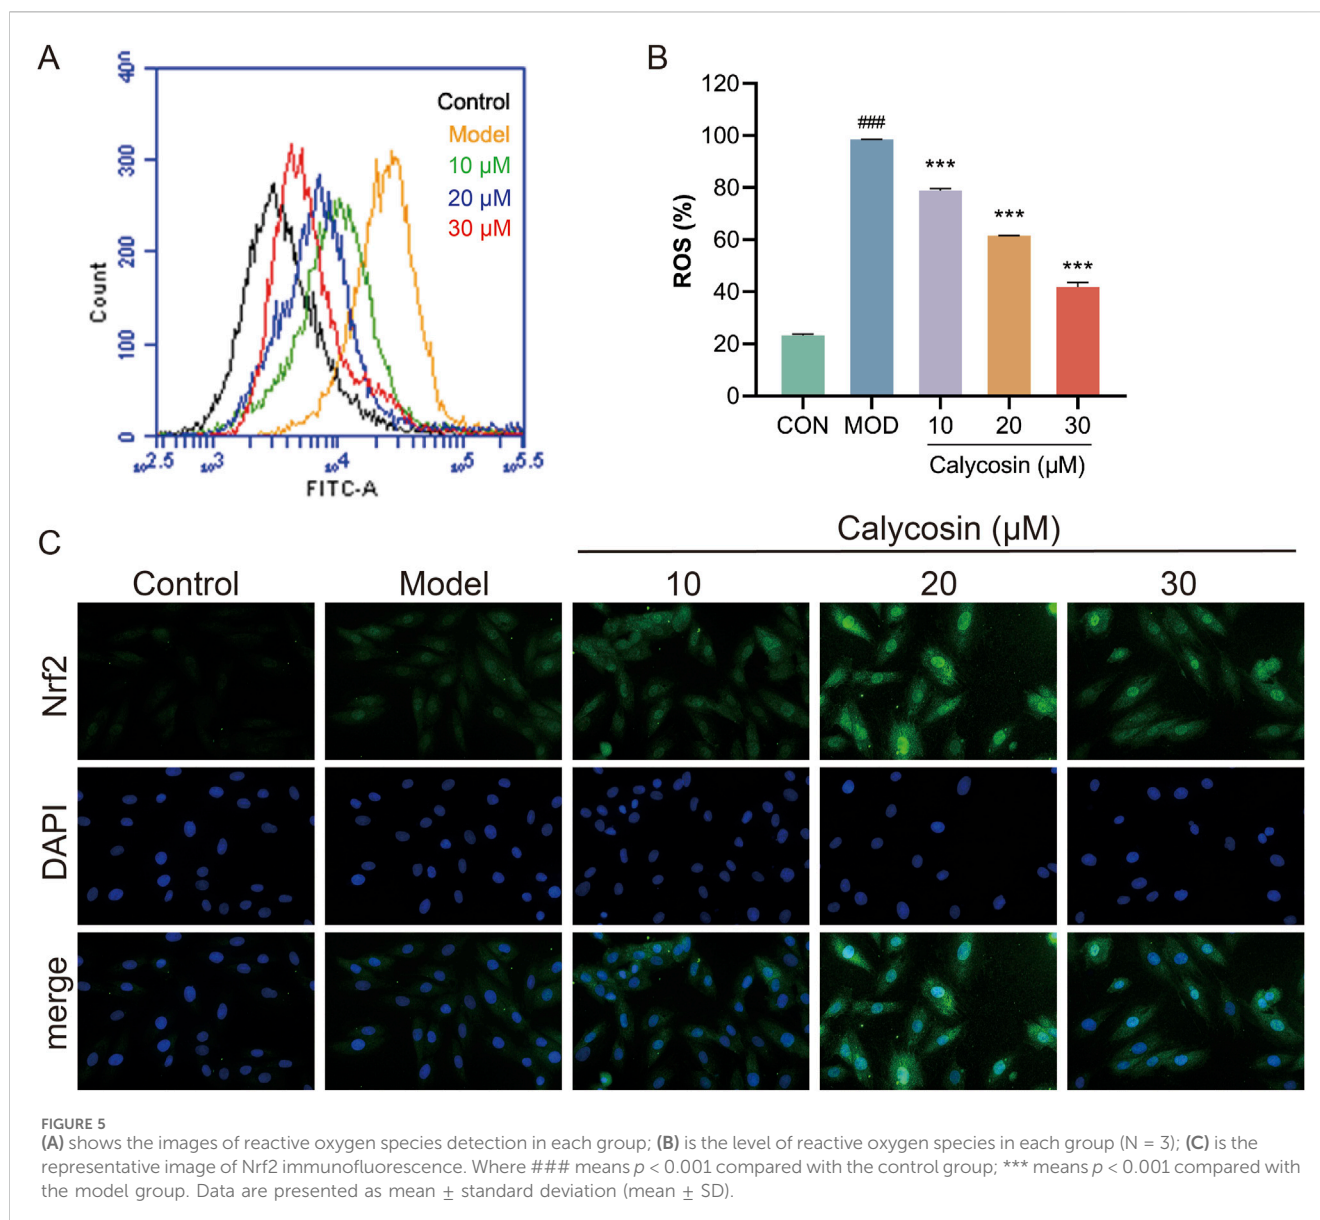 A
40n
300
200
100
0
Count
Control
Model
10 µM
20 µM
30 µM
10^2.5 10^3 10^4 10^5 10^5.5
FITC-A
B
120
100
80
60
40
20
0
ROS (%)
###
***
***
***
CON MOD 10 20 30
Calycosin (µM)
C
Calycosin (µM)
Control Model 10 20 30
Nrf2
DAPI
merge
FIGURE 5
(A) shows the images of reactive oxygen species detection in each group; (B) is the level of reactive oxygen species in each group (N = 3); (C) is the
representative image of Nrf2 immunofluorescence. Where ### means p < 0.001 compared with the control group; *** means p < 0.001 compared with
the model group. Data are presented as mean ± standard deviation (mean ± SD).